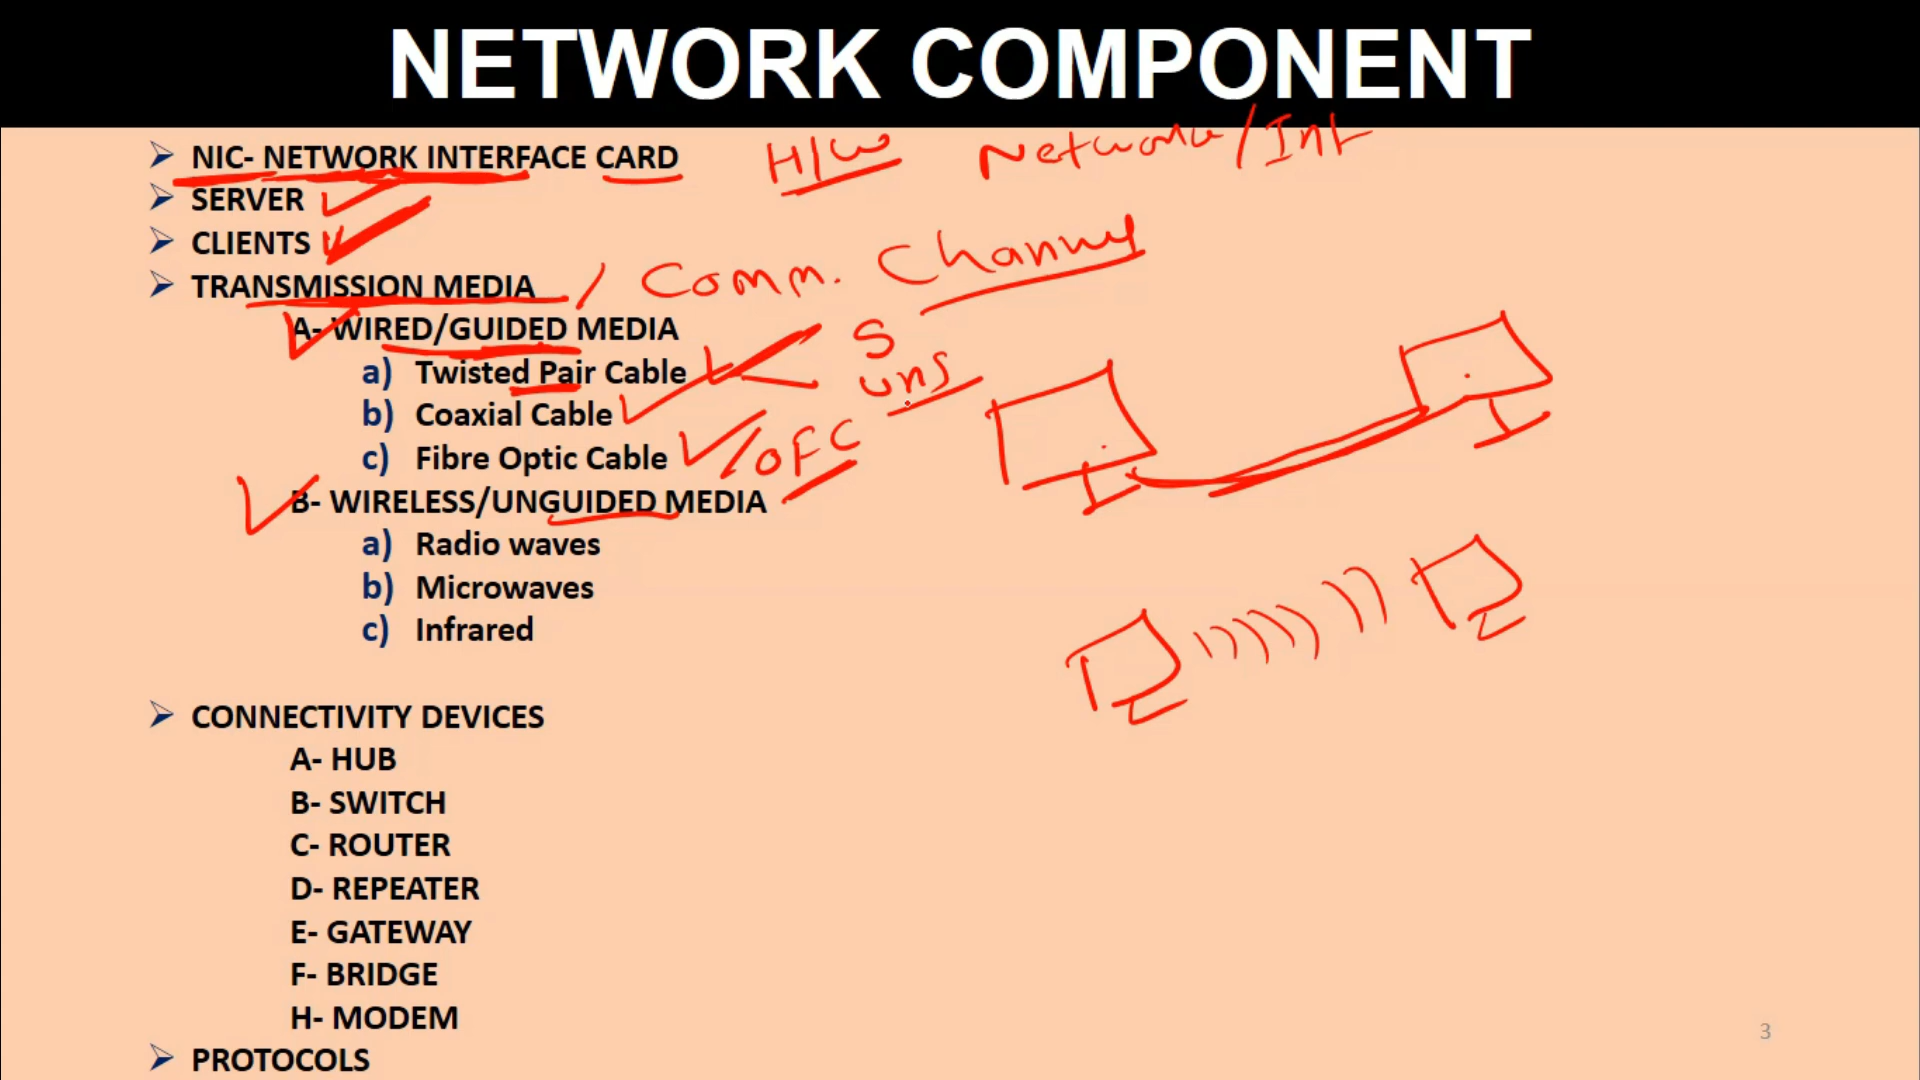 NETWORK COMPONENT
➢ NIC- NETWORK INTERFACE CARD H/W Network/Int
➢ SERVER
➢ CLIENTS
➢ TRANSMISSION MEDIA / Comm. Channel
A- WIRED/GUIDED MEDIA
a) Twisted Pair Cable S
uns
b) Coaxial Cable
c) Fibre Optic Cable /OFC
B- WIRELESS/UNGUIDED MEDIA
a) Radio waves
b) Microwaves
c) Infrared
➢ CONNECTIVITY DEVICES
A- HUB
B- SWITCH
C- ROUTER
D- REPEATER
E- GATEWAY
F- BRIDGE
H- MODEM
➢ PROTOCOLS
3